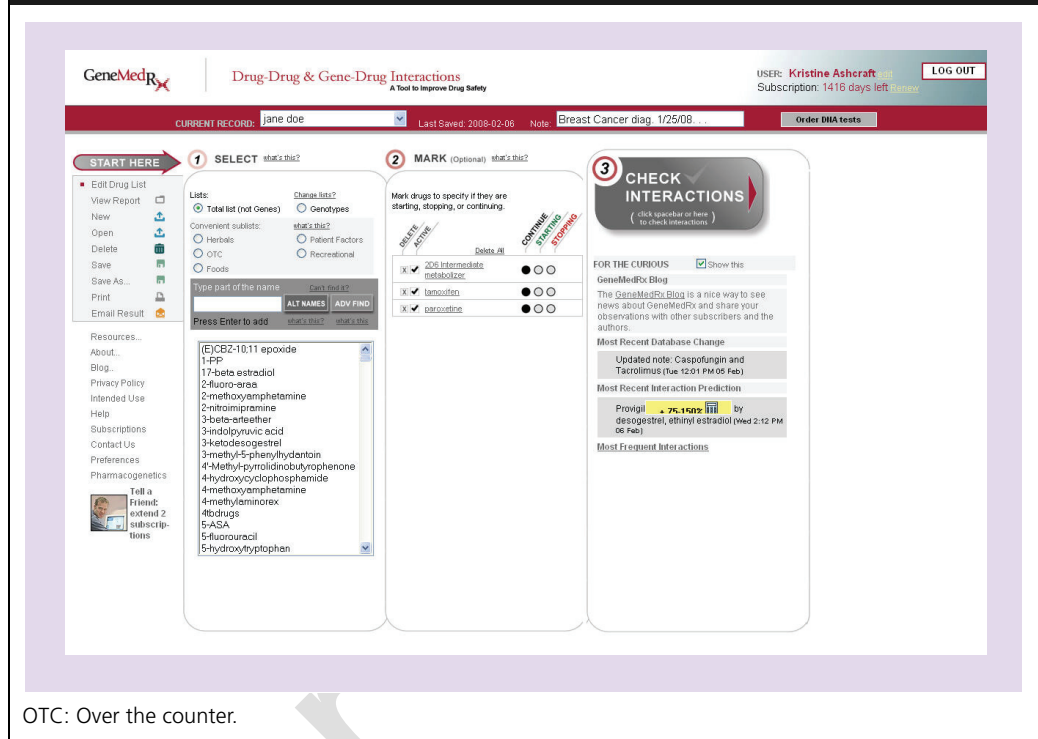 GeneMedRx
Drug-Drug & Gene-Drug Interactions
A Tool to Improve Drug Safety
USER: Kristine Ashcraft edit
Subscription: 1416 days left Renew
LOG OUT
CURRENT RECORD: jane doe
Last Saved: 2008-02-06
Note: Breast Cancer diag. 1/25/08. . .
Order DNA tests
START HERE
Edit Drug List
View Report
New
Open
Delete
Save
Save As...
Print
Email Result
Resources...
About...
Blog..
Privacy Policy
Intended Use
Help
Subscriptions
Contact Us
Preferences
Pharmacogenetics
Tell a
Friend:
extend 2
subscrip-
tions
1 SELECT what's this?
Lists: Change lists?
Total list (not Genes) Genotypes
Convenient sublists: what's this?
Herbals Patient Factors
OTC Recreational
Foods
Type part of the name Can't find it?
ALT NAMES ADV FIND
Press Enter to add what's this? what's this
(E)CBZ-10;11 epoxide
1-PP
17-beta estradiol
2-fluoro-araa
2-methoxyamphetamine
2-nitroimipramine
3-beta-arteether
3-indolpyruvic acid
3-ketodesogestrel
3-methyl-5-phenylhydantoin
4'-Methyl-pyrrolidinobutyrophenone
4-hydroxycyclophosphamide
4-methoxyamphetamine
4-methylaminorex
4tbdrugs
5-ASA
5-fluorouracil
5-hydroxytryptophan
2 MARK (Optional) what's this?
Mark drugs to specify if they are
starting, stopping, or continuing.
DELETE
ACTIVE
Delete All
CONTINUE
STARTING
STOPPING
X 2D6 Intermediate
metabolizer
X tamoxifen
X paroxetine
3 CHECK
INTERACTIONS
( click spacebar or here
to check interactions )
FOR THE CURIOUS Show this
GeneMedRx Blog
The GeneMedRx Blog is a nice way to see
news about GeneMedRx and share your
observations with other subscribers and the
authors.
Most Recent Database Change
Updated note: Caspofungin and
Tacrolimus (Tue 12:01 PM 05 Feb)
Most Recent Interaction Prediction
Provigil + 75-150% by
desogestrel, ethinyl estradiol (Wed 2:12 PM
06 Feb)
Most Frequent Interactions
OTC: Over the counter.